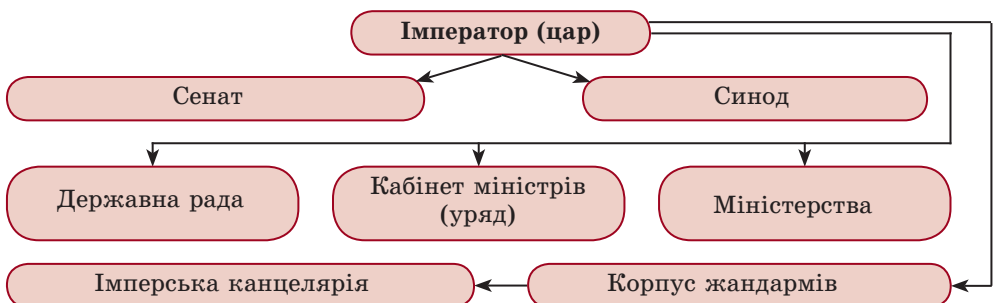 Імператор (цар)
Сенат
Синод
Державна рада
Кабінет міністрів
(уряд)
Міністерства
Імперська канцелярія
Корпус жандармів